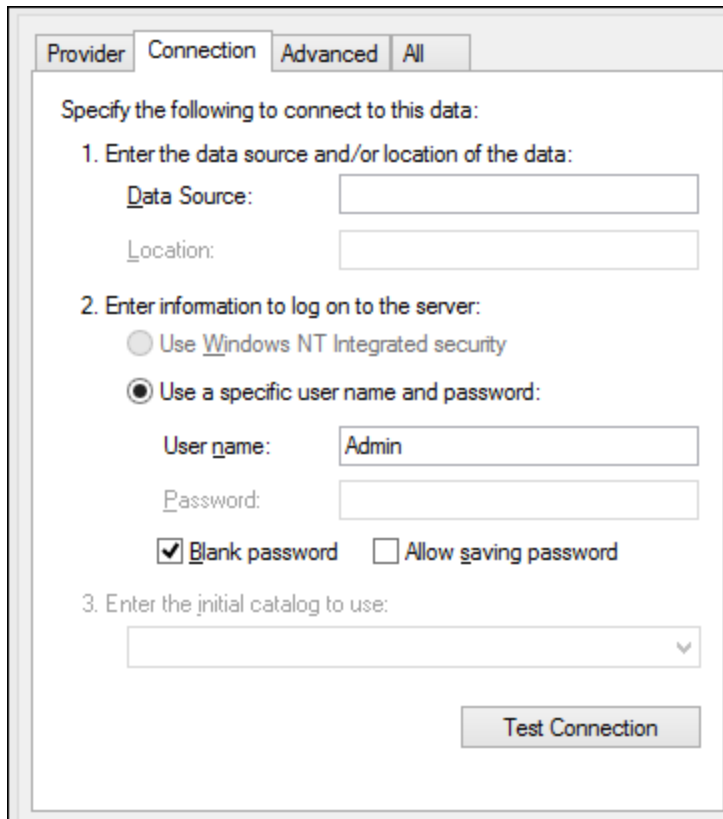 Provider Connection Advanced All
Specify the following to connect to this data:
1. Enter the data source and/or location of the data:
Data Source:
Location:
2. Enter information to log on to the server:
Use Windows NT Integrated security
Use a specific user name and password:
User name: Admin
Password:
Blank password Allow saving password
3. Enter the initial catalog to use:
Test Connection